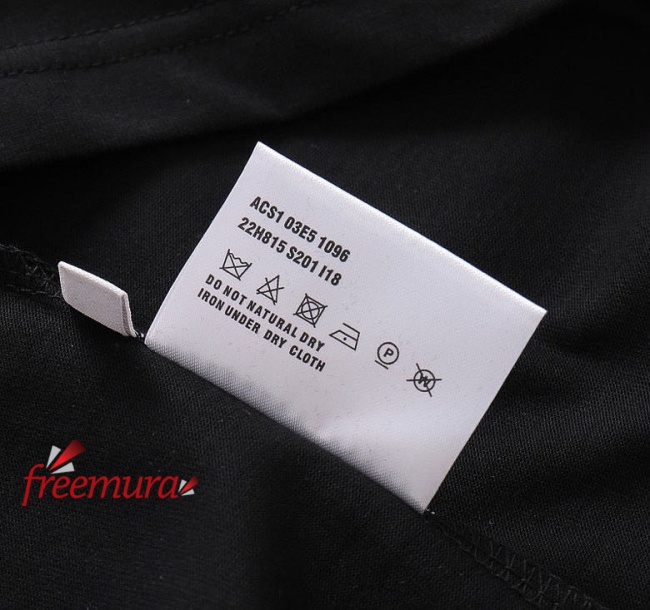 ACS1 03E5 1096
22H815 S201 I18
P
W
DO NOT NATURAL DRY
IRON UNDER DRY CLOTH
freemura